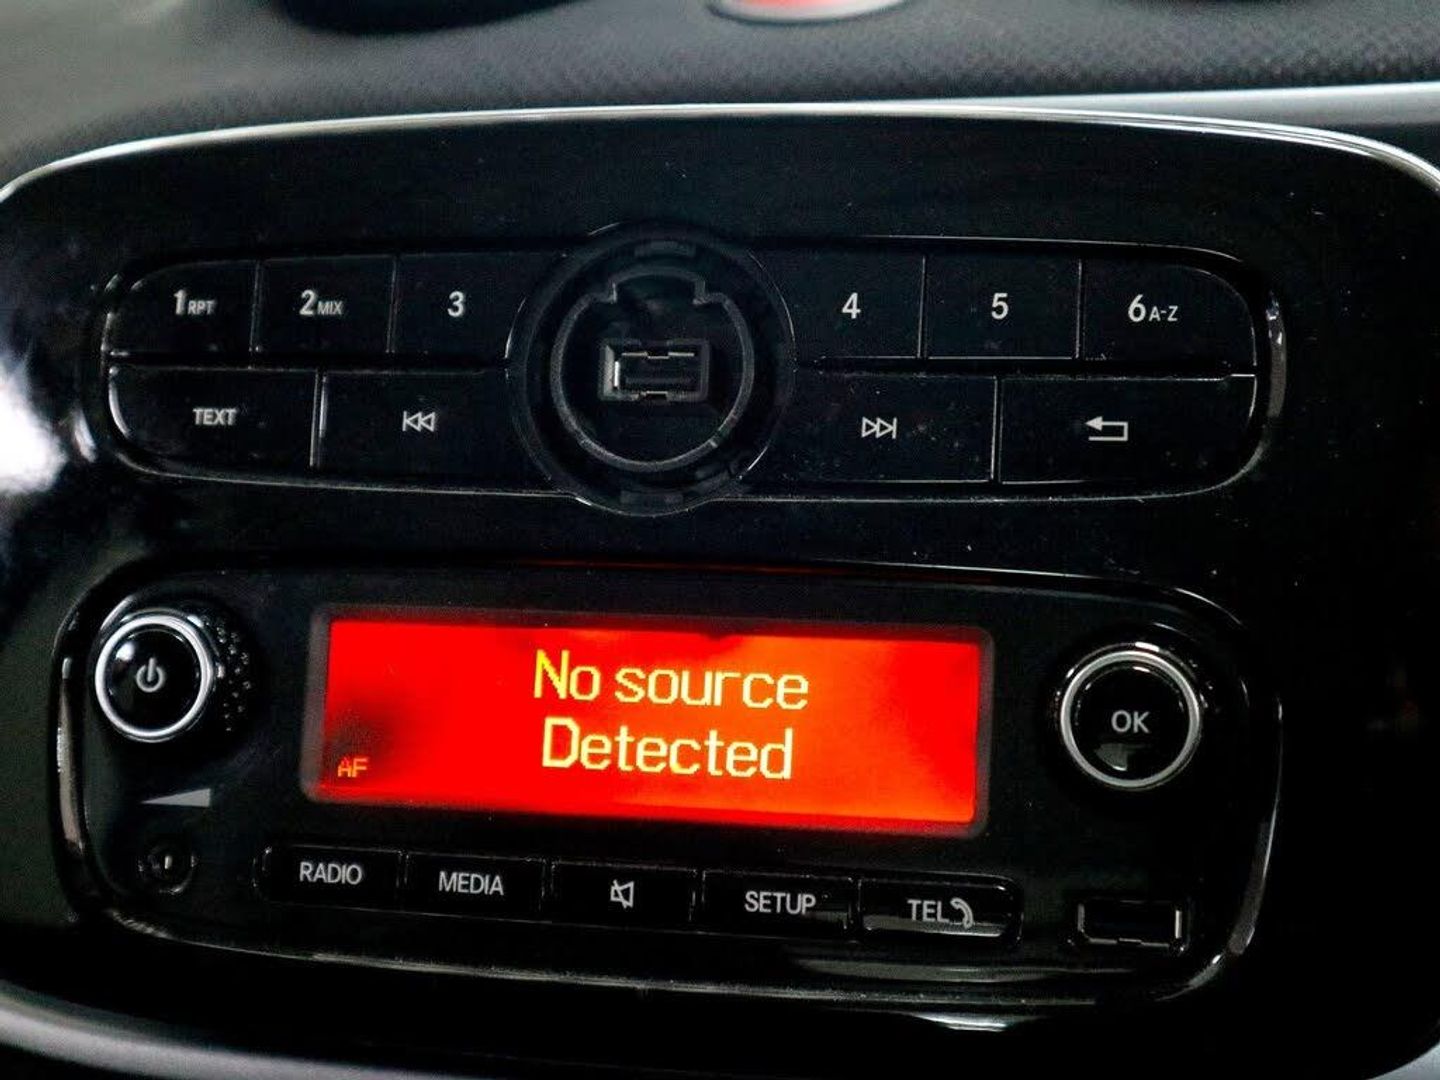 1RPT 2MIX 3 4 5 6A-Z
TEXT
No source
Detected
AF
OK
RADIO MEDIA SETUP TEL